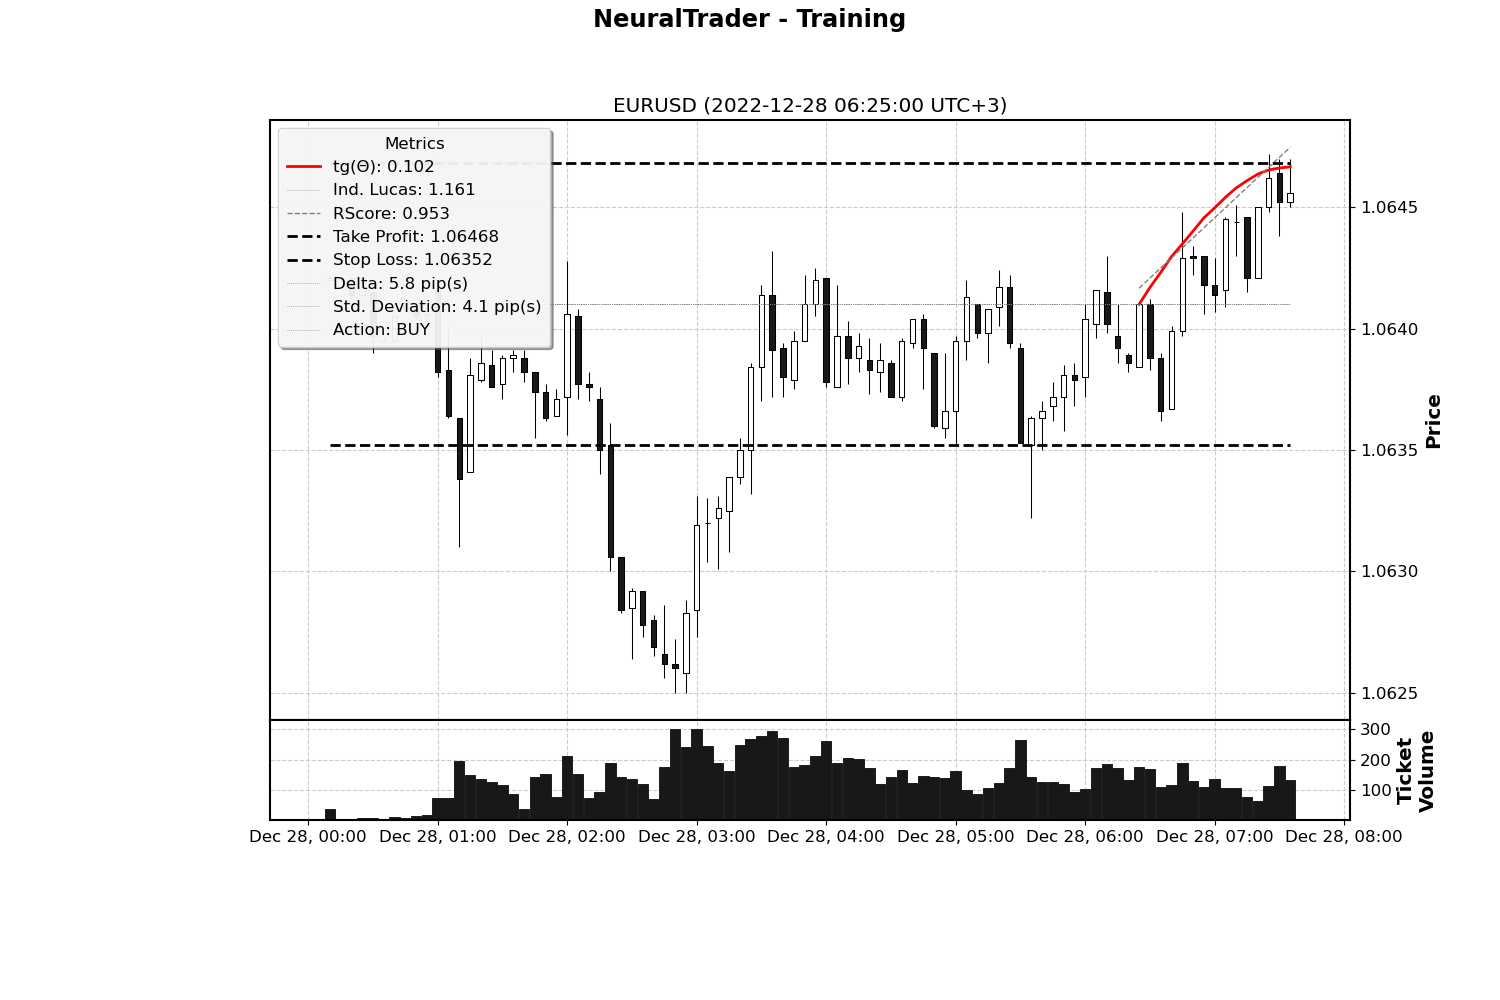 NeuralTrader - Training
EURUSD (2022-12-28 06:25:00 UTC+3)
Metrics
tg(Θ): 0.102
Ind. Lucas: 1.161
RScore: 0.953
Take Profit: 1.06468
Stop Loss: 1.06352
Delta: 5.8 pip(s)
Std. Deviation: 4.1 pip(s)
Action: BUY
1.0645
1.0640
1.0635
1.0630
1.0625
Price
300
200
100
Ticket
Volume
Dec 28, 00:00 Dec 28, 01:00 Dec 28, 02:00 Dec 28, 03:00 Dec 28, 04:00 Dec 28, 05:00 Dec 28, 06:00 Dec 28, 07:00 Dec 28, 08:00